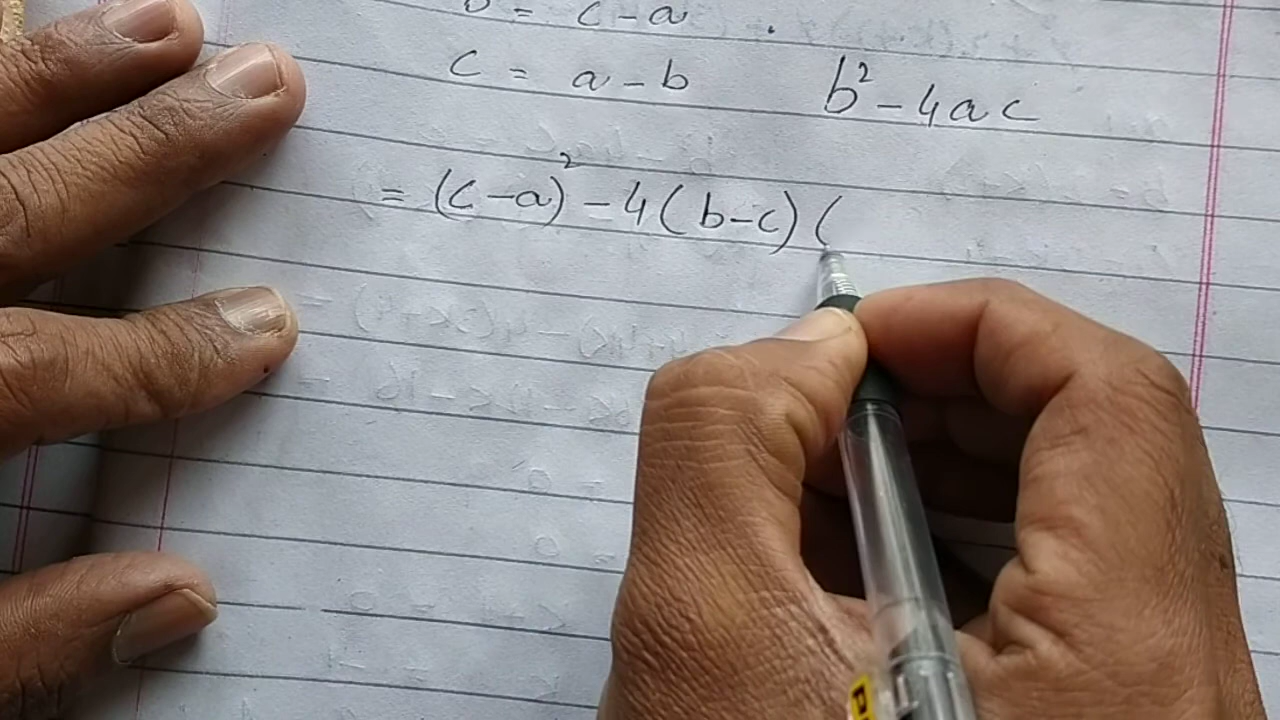 b = c - a
c = a - b b² - 4ac
= (c-a)² - 4(b-c)(